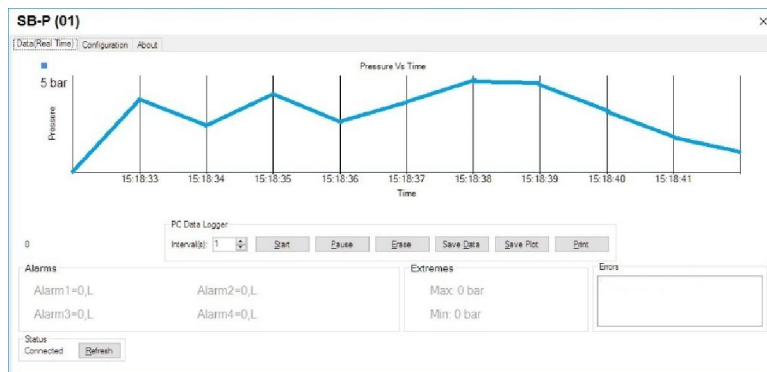 SB-P (01)
Data(Real Time) Configuration About
Pressure Vs Time
5 bar
Pressure
15:18:33 15:18:34 15:18:35 15:18:36 15:18:37 15:18:38 15:18:39 15:18:40 15:18:41
Time
PC Data Logger
0
Interval(s): 1 Start Pause Erase Save Data Save Plot Print
Alarms
Alarm1=0,L Alarm2=0,L
Alarm3=0,L Alarm4=0,L
Extremes
Max: 0 bar
Min: 0 bar
Errors
Status
Connected Refresh